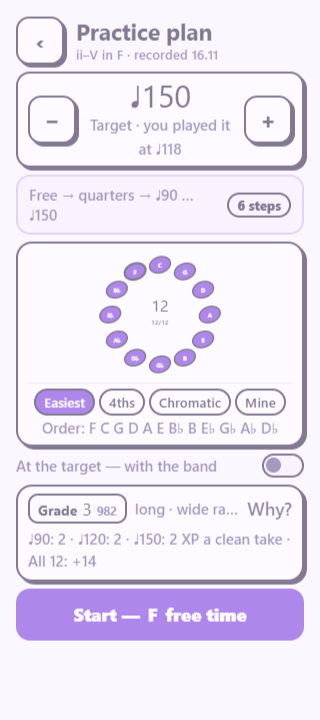 ‹
Practice plan
ii–V in F · recorded 16.11
−
♩150
+
Target · you played it
at ♩118
Free → quarters → ♩90 ...
♩150
6 steps
C
F
G
B♭
D
E♭
12
12/12
A
A♭
E
D♭
B
G♭
Easiest
4ths
Chromatic
Mine
Order: F C G D A E B♭ B E♭ G♭ A♭ D♭
At the target — with the band
Grade 3 982
long · wide ra...
Why?
♩90: 2 · ♩120: 2 · ♩150: 2 XP a clean take ·
All 12: +14
Start — F free time